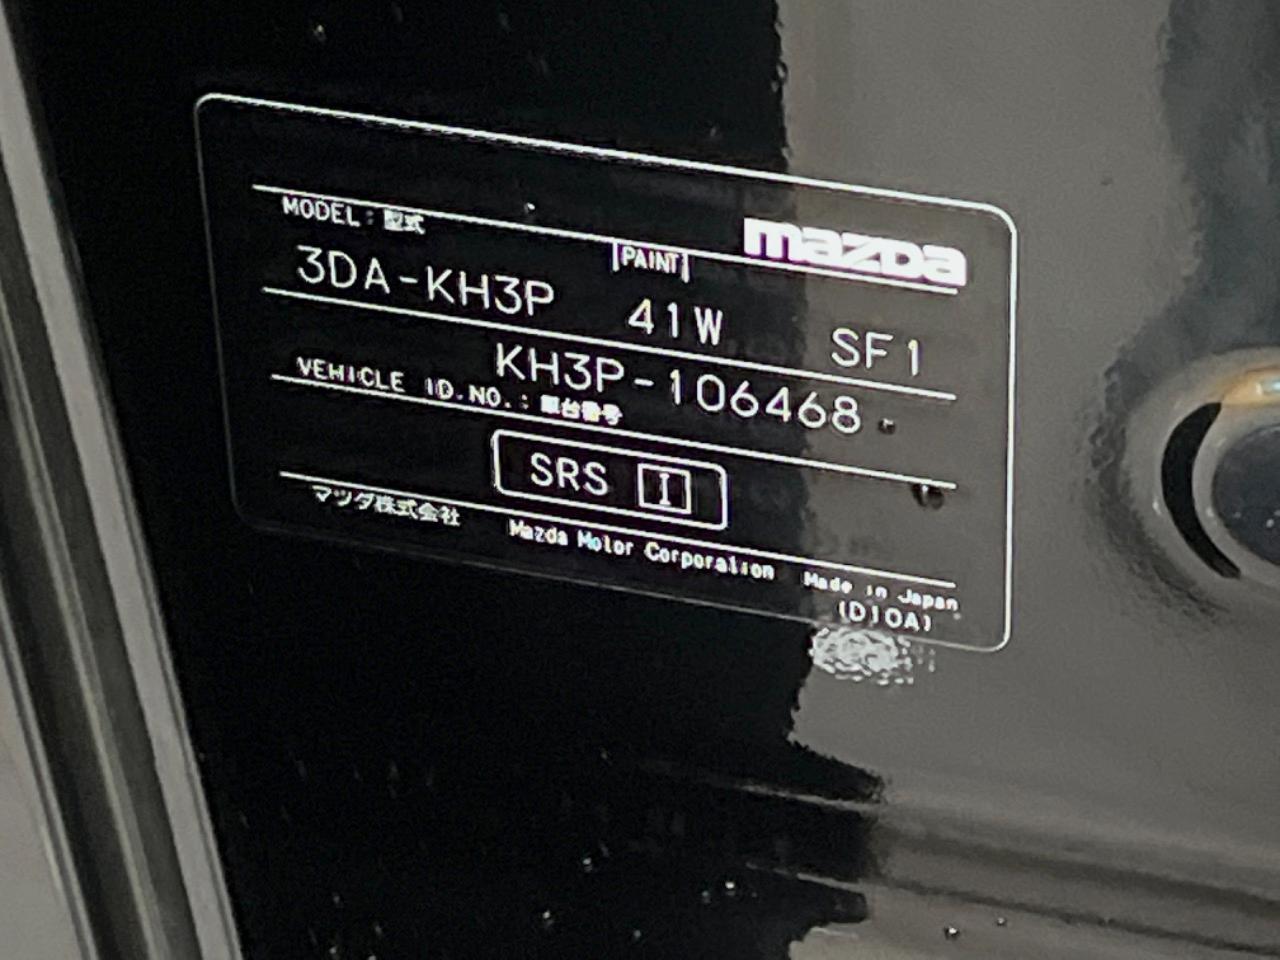 mazda
MODEL: 型式
PAINT
3DA-KH3P 41W SF1
KH3P-106468
VEHICLE ID.NO.: 車台番号
SRS I
マツダ株式会社 Mazda Motor Corporation Made in Japan
(D10A)